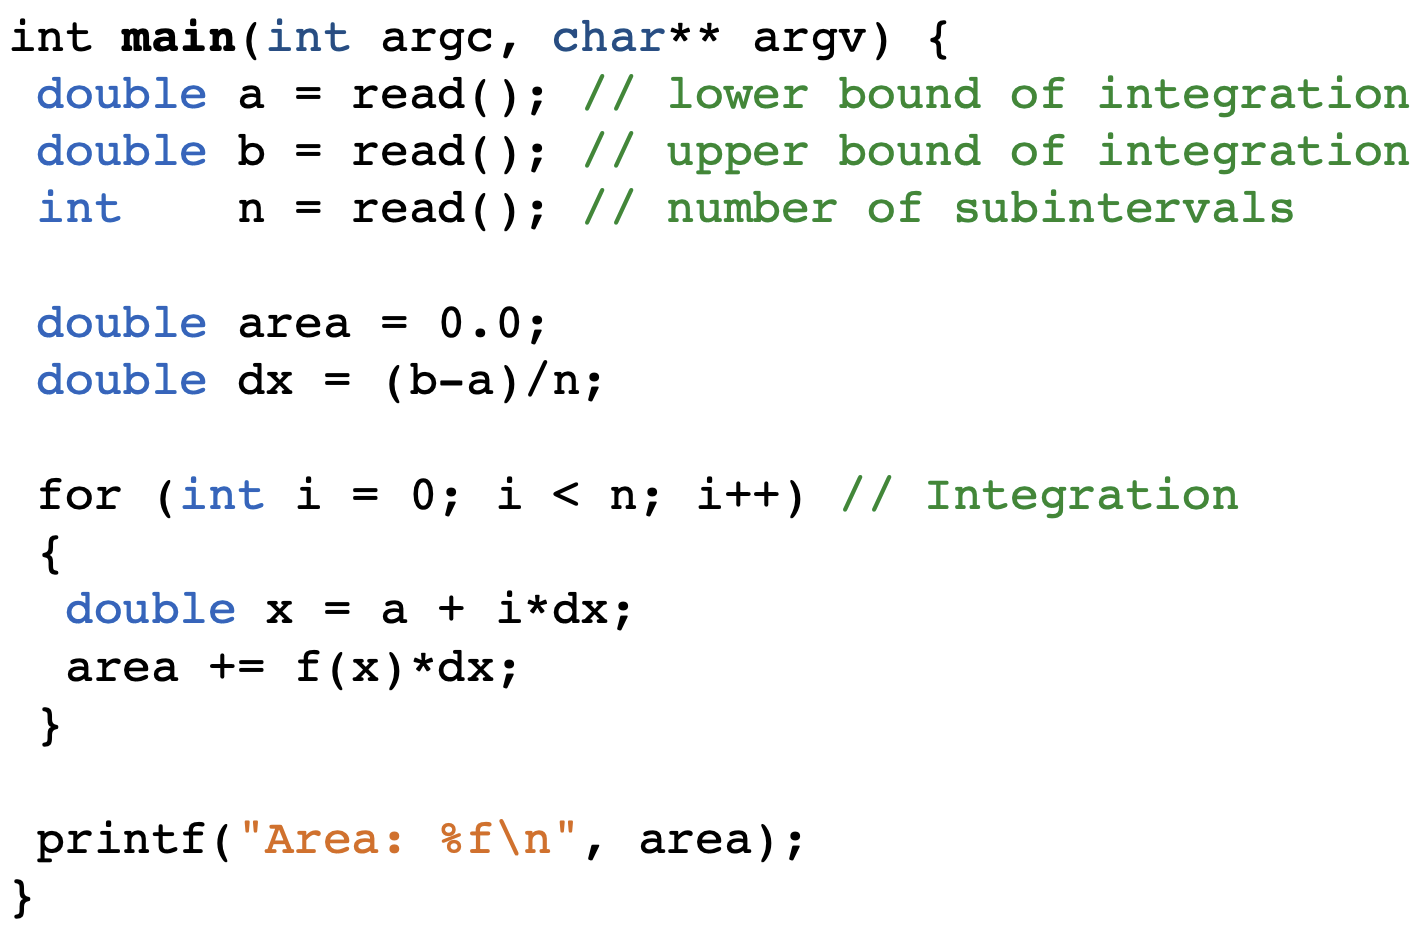 int main(int argc, char** argv) {
 double a = read(); // lower bound of integration
 double b = read(); // upper bound of integration
 int    n = read(); // number of subintervals

 double area = 0.0;
 double dx = (b-a)/n;

 for (int i = 0; i < n; i++) // Integration
 {
  double x = a + i*dx;
  area += f(x)*dx;
 }

 printf("Area: %f\n", area);
}